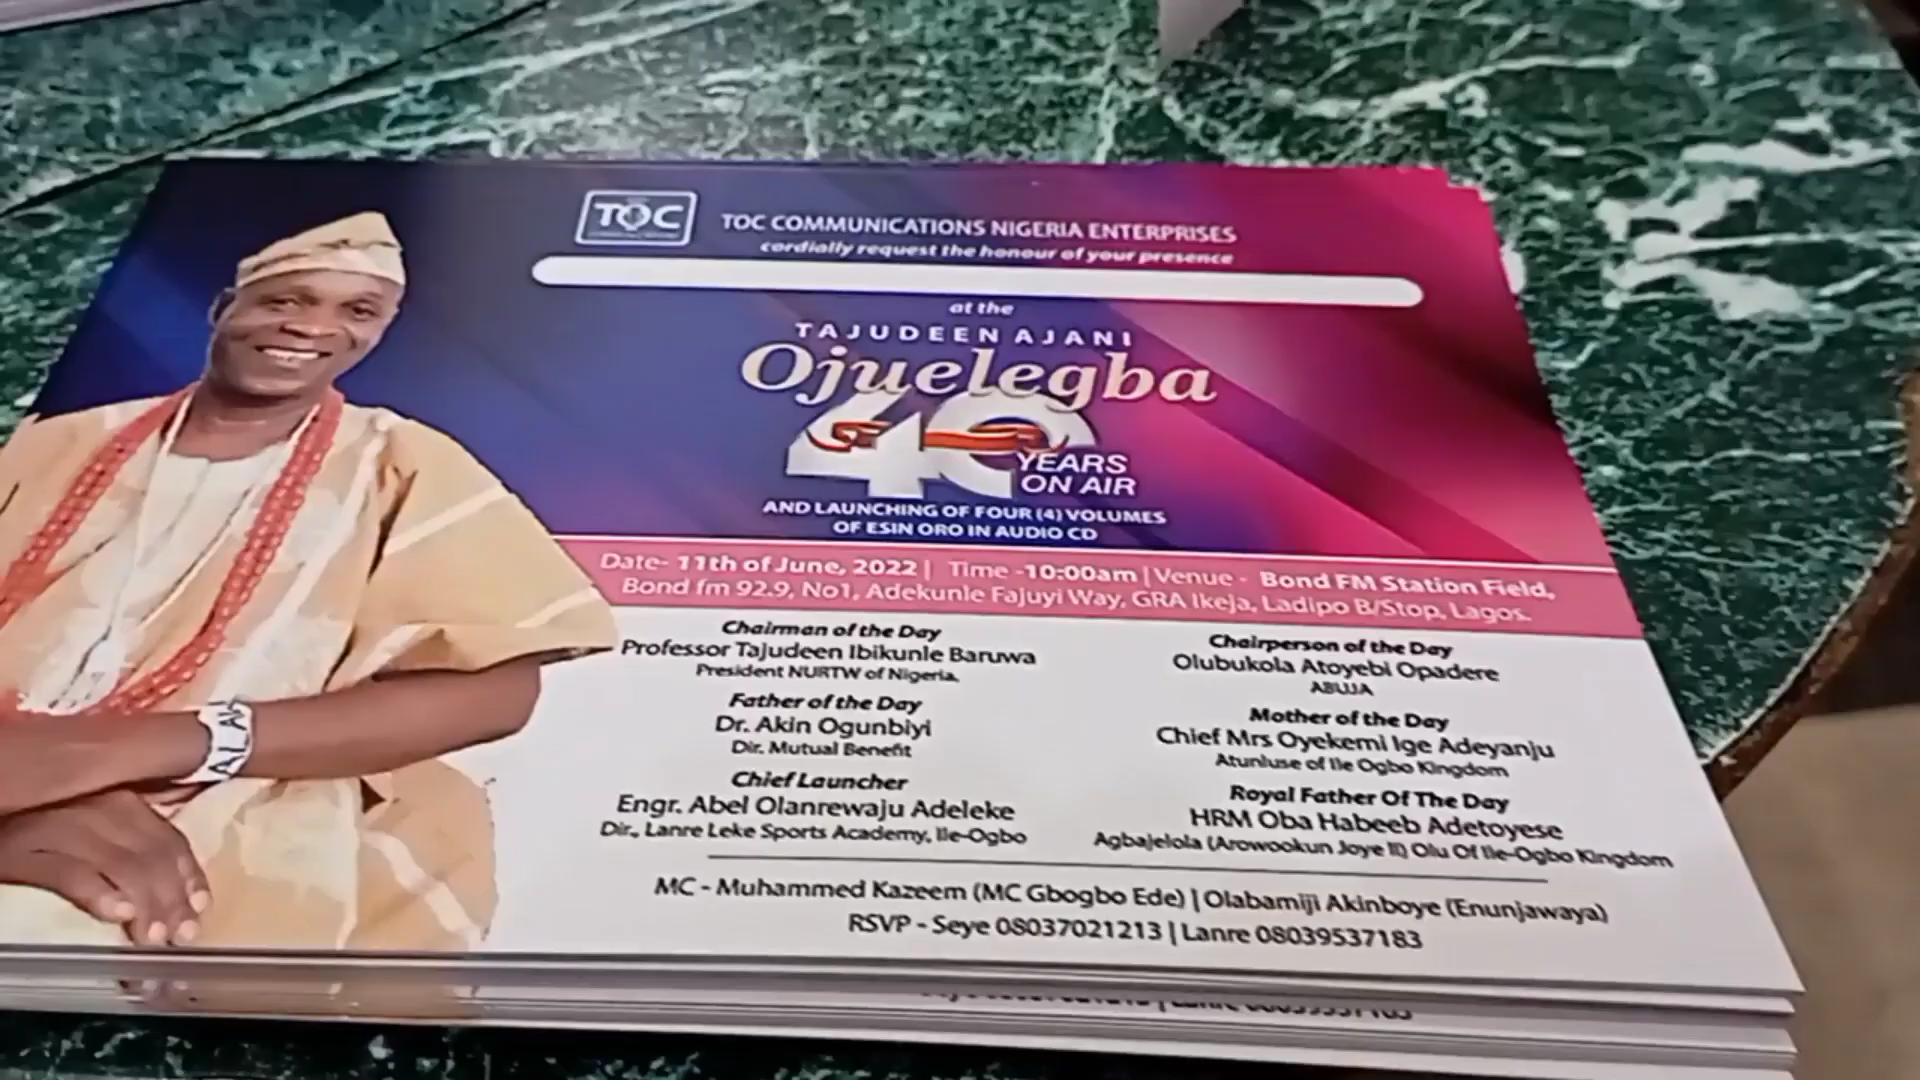 TOC
TOC COMMUNICATIONS NIGERIA ENTERPRISES
cordially request the honour of your presence
at the
TAJUDEEN AJANI
Ojuelegba
40
YEARS
ON AIR
AND LAUNCHING OF FOUR (4) VOLUMES
OF ESIN ORO IN AUDIO CD
Date- 11th of June, 2022 | Time -10:00am | Venue - Bond FM Station Field,
Bond fm 92.9, No1, Adekunle Fajuyi Way, GRA Ikeja, Ladipo B/Stop, Lagos.
Chairman of the Day
Professor Tajudeen Ibikunle Baruwa
President NURTW of Nigeria.
Father of the Day
Dr. Akin Ogunbiyi
Dir. Mutual Benefit
Chief Launcher
Engr. Abel Olanrewaju Adeleke
Dir., Lanre Leke Sports Academy, Ile-Ogbo
Chairperson of the Day
Olubukola Atoyebi Opadere
ABUJA
Mother of the Day
Chief Mrs Oyekemi Ige Adeyanju
Atunluse of Ile Ogbo Kingdom
Royal Father Of The Day
HRM Oba Habeeb Adetoyese
Agbajelola (Arowookun Joye II) Olu Of Ile-Ogbo Kingdom
MC - Muhammed Kazeem (MC Gbogbo Ede) | Olabamiji Akinboye (Enunjawaya)
RSVP - Seye 08037021213 | Lanre 08039537183